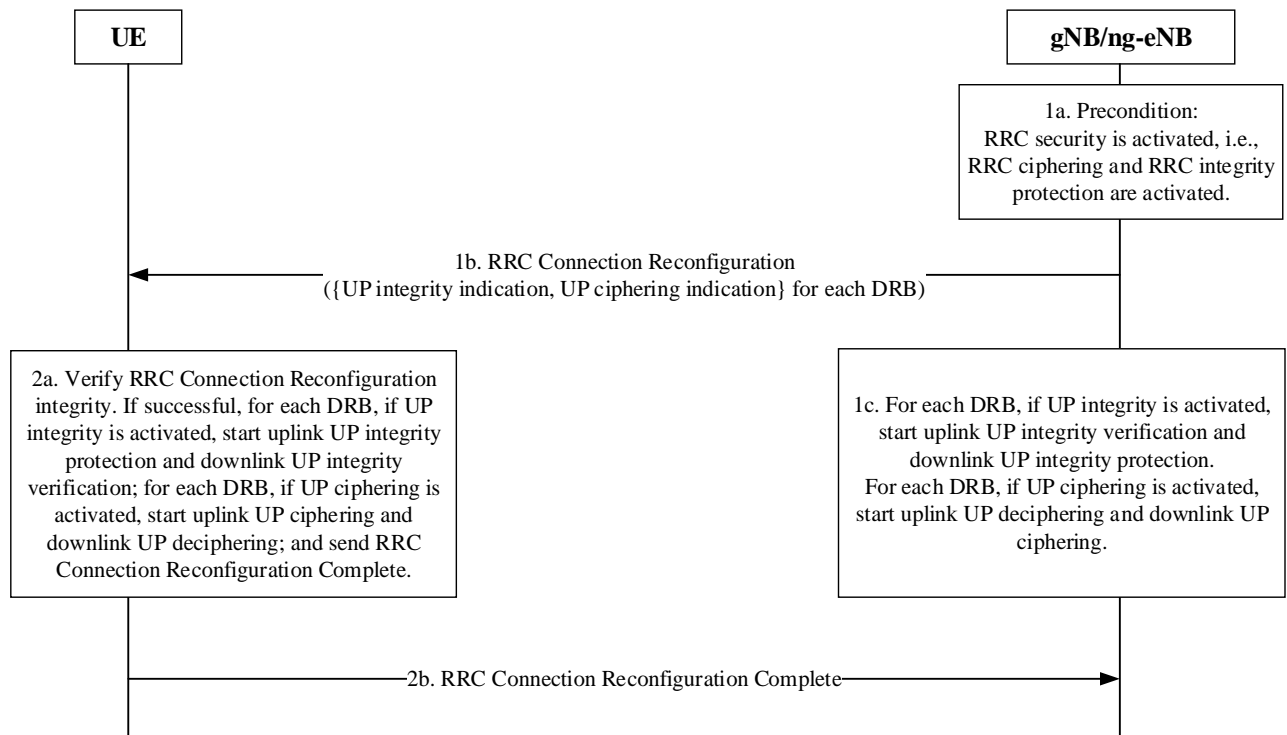 UE
gNB/ng-eNB
1a. Precondition:
RRC security is activated, i.e.,
RRC ciphering and RRC integrity
protection are activated.
1b. RRC Connection Reconfiguration
({UP integrity indication, UP ciphering indication} for each DRB)
2a. Verify RRC Connection Reconfiguration
integrity. If successful, for each DRB, if UP
integrity is activated, start uplink UP integrity
protection and downlink UP integrity
verification; for each DRB, if UP ciphering is
activated, start uplink UP ciphering and
downlink UP deciphering; and send RRC
Connection Reconfiguration Complete.
1c. For each DRB, if UP integrity is activated,
start uplink UP integrity verification and
downlink UP integrity protection.
For each DRB, if UP ciphering is activated,
start uplink UP deciphering and downlink UP
ciphering.
2b. RRC Connection Reconfiguration Complete